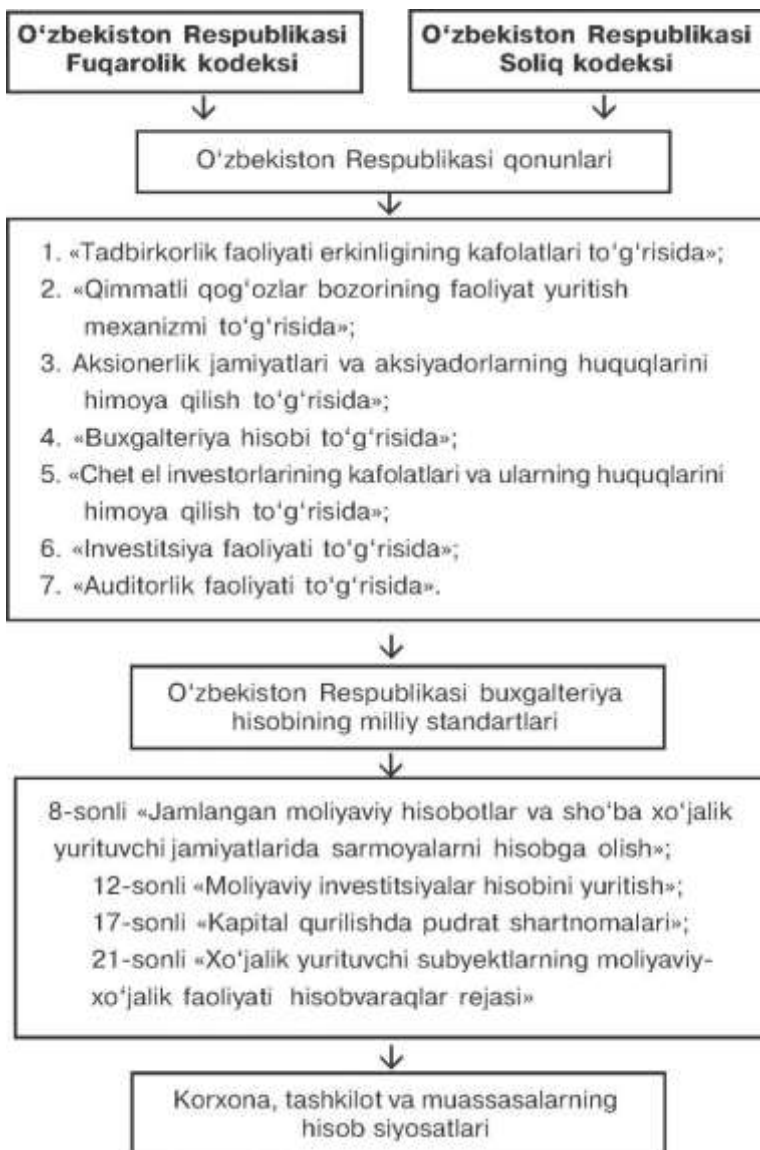 O‘zbekiston Respublikasi
Fuqarolik kodeksi
O‘zbekiston Respublikasi
Soliq kodeksi
O‘zbekiston Respublikasi qonunlari
1. «Tadbirkorlik faoliyati erkinligining kafolatlari to‘g‘risida»;
2. «Qimmatli qog‘ozlar bozorining faoliyat yuritish
mexanizmi to‘g‘risida»;
3. Aksionerlik jamiyatlari va aksiyadorlarning huquqlarini
himoya qilish to‘g‘risida»;
4. «Buxgalteriya hisobi to‘g‘risida»;
5. «Chet el investorlarining kafolatlari va ularning huquqlarini
himoya qilish to‘g‘risida»;
6. «Investitsiya faoliyati to‘g‘risida»;
7. «Auditorlik faoliyati to‘g‘risida».
O‘zbekiston Respublikasi buxgalteriya
hisobining milliy standartlari
8-sonli «Jamlangan moliyaviy hisobotlar va sho‘ba xo‘jalik
yurituvchi jamiyatlarida sarmoyalarni hisobga olish»;
12-sonli «Moliyaviy investitsiyalar hisobini yuritish»;
17-sonli «Kapital qurilishda pudrat shartnomalari»;
21-sonli «Xo‘jalik yurituvchi subyektlarning moliyaviy-
xo‘jalik faoliyati hisobvaraqlar rejasi»
Korxona, tashkilot va muassasalarning
hisob siyosatlari